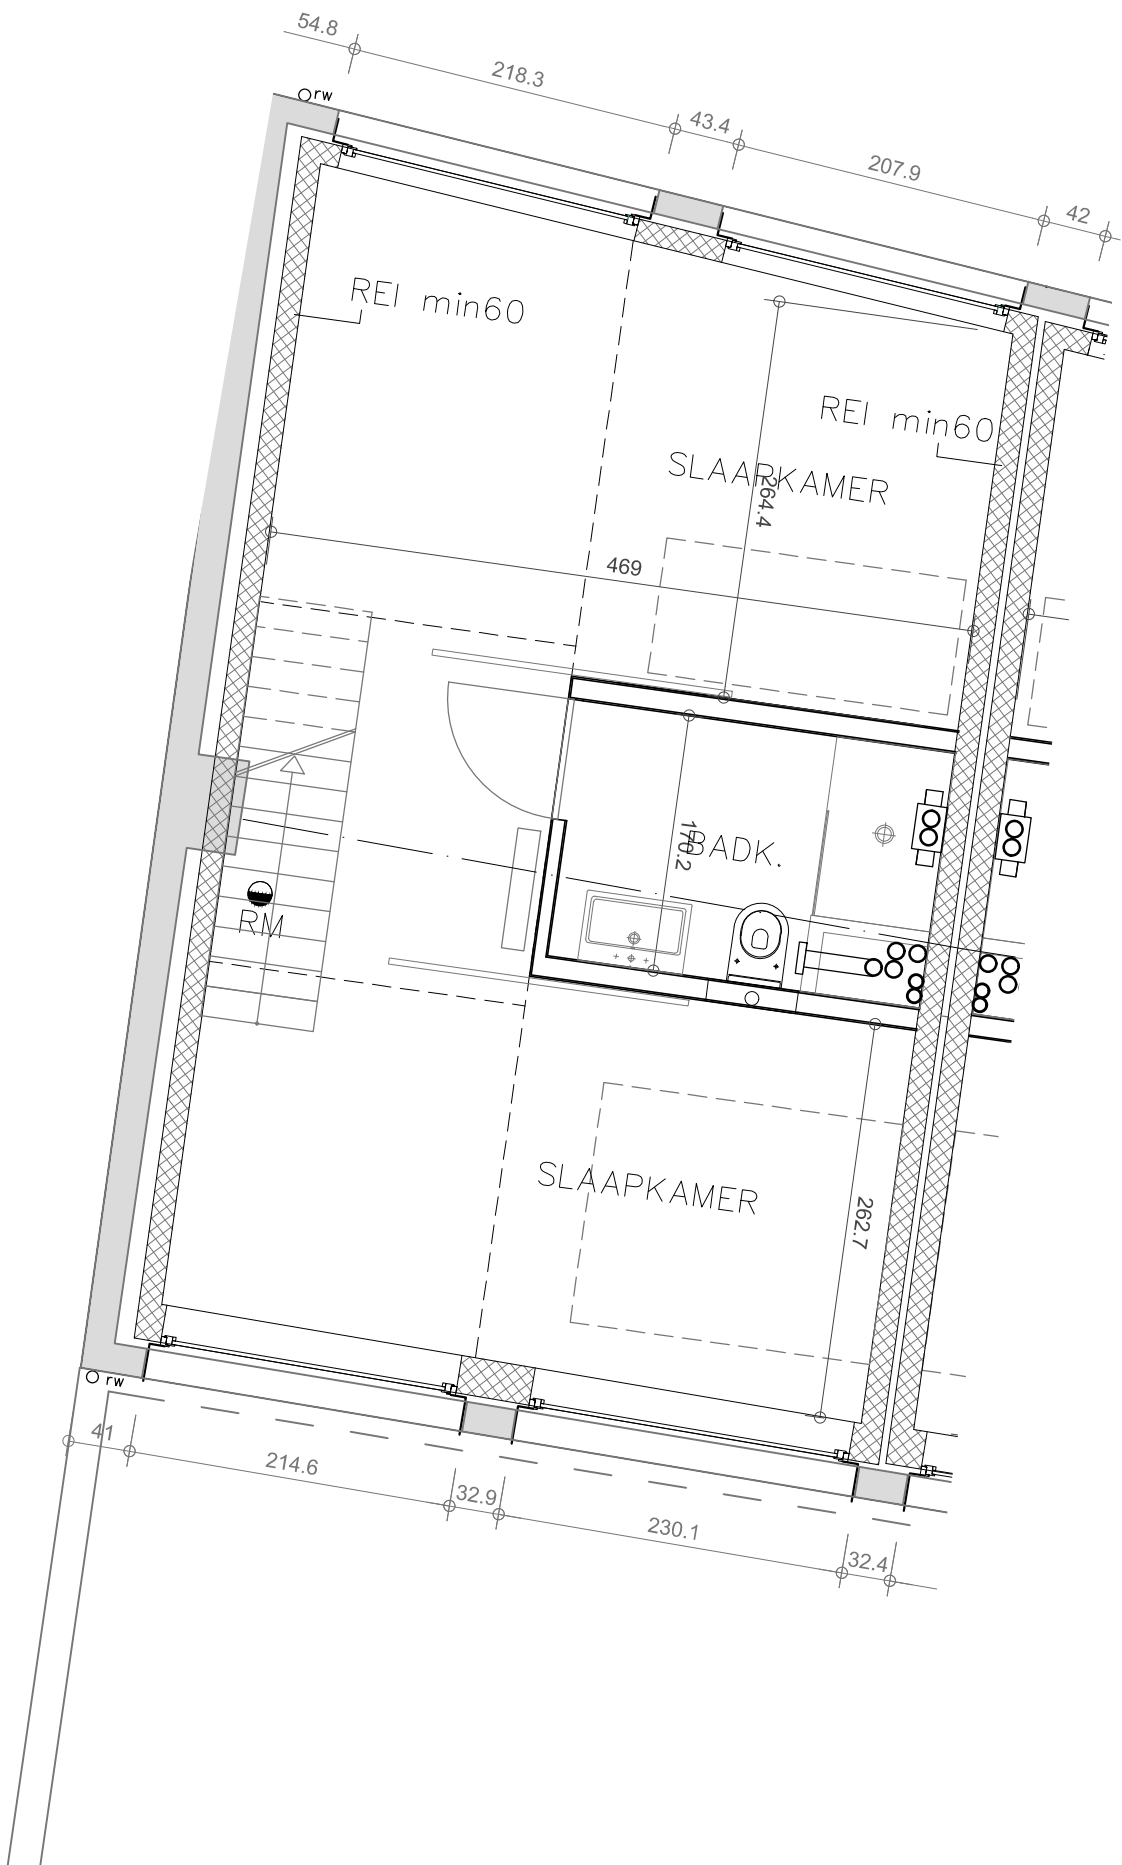 54.8
218.3
43.4
207.9
42
rw
REI min60
REI min60
SLAAPKAMER
264.4
469
BADK.
170.2
RM
SLAAPKAMER
262.7
rw
41
214.6
32.9
230.1
32.4